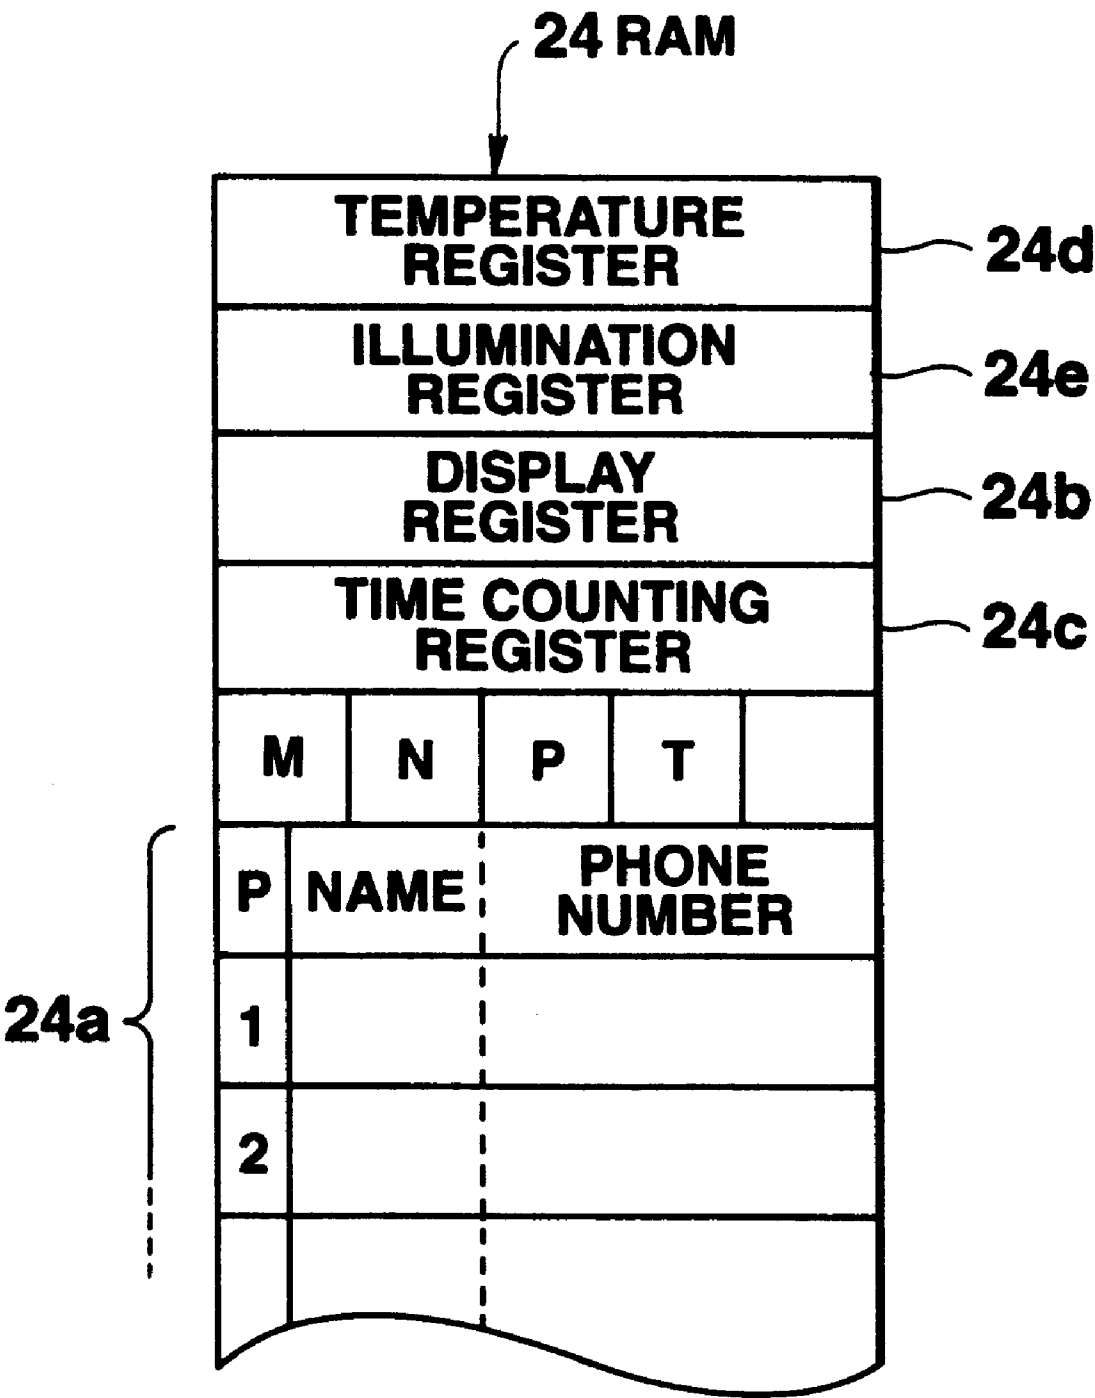 24 RAM
TEMPERATURE
REGISTER
24d
ILLUMINATION
REGISTER
24e
DISPLAY
REGISTER
24b
TIME COUNTING
REGISTER
24c
M N P T
P NAME PHONE
NUMBER
24a
1
2